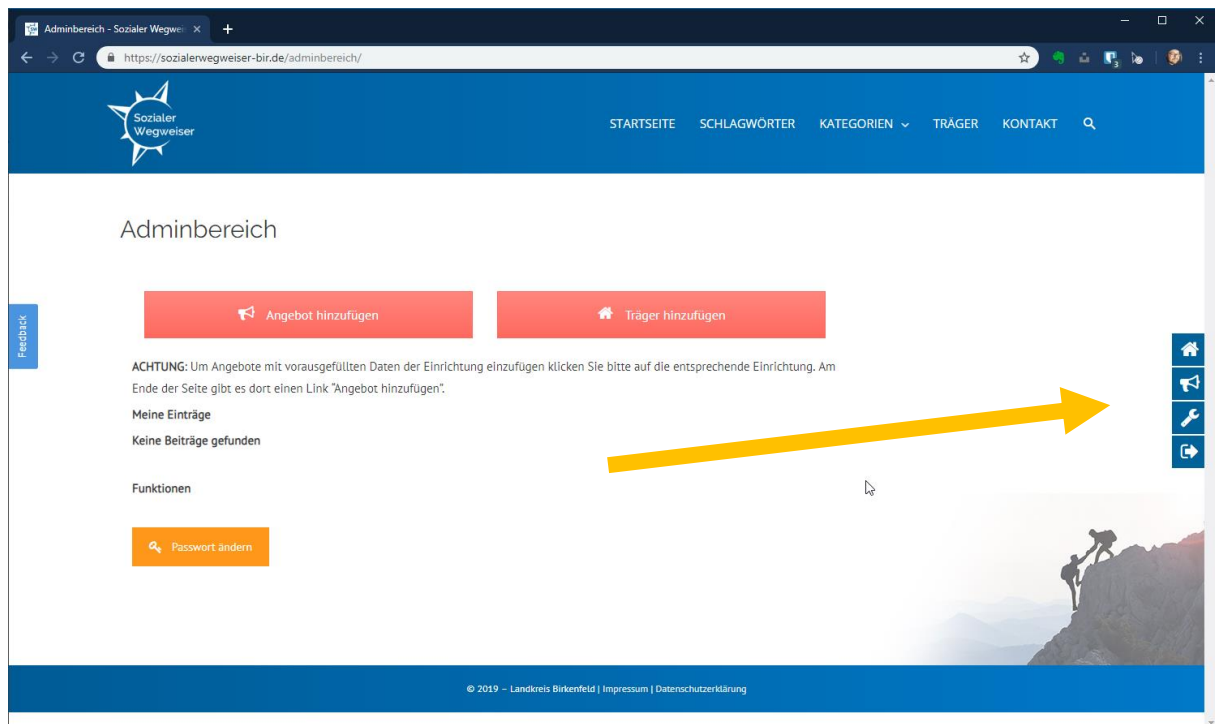 Adminbereich - Sozialer Wegwei
https://sozialerwegweiser-bir.de/adminbereich/
3
Sozialer
Wegweiser
STARTSEITE SCHLAGWÖRTER KATEGORIEN TRÄGER KONTAKT
Adminbereich
Angebot hinzufügen Träger hinzufügen
Feedback
ACHTUNG: Um Angebote mit vorausgefüllten Daten der Einrichtung einzufügen klicken Sie bitte auf die entsprechende Einrichtung. Am
Ende der Seite gibt es dort einen Link "Angebot hinzufügen".
Meine Einträge
Keine Beiträge gefunden
Funktionen
Passwort ändern
© 2019 – Landkreis Birkenfeld | Impressum | Datenschutzerklärung